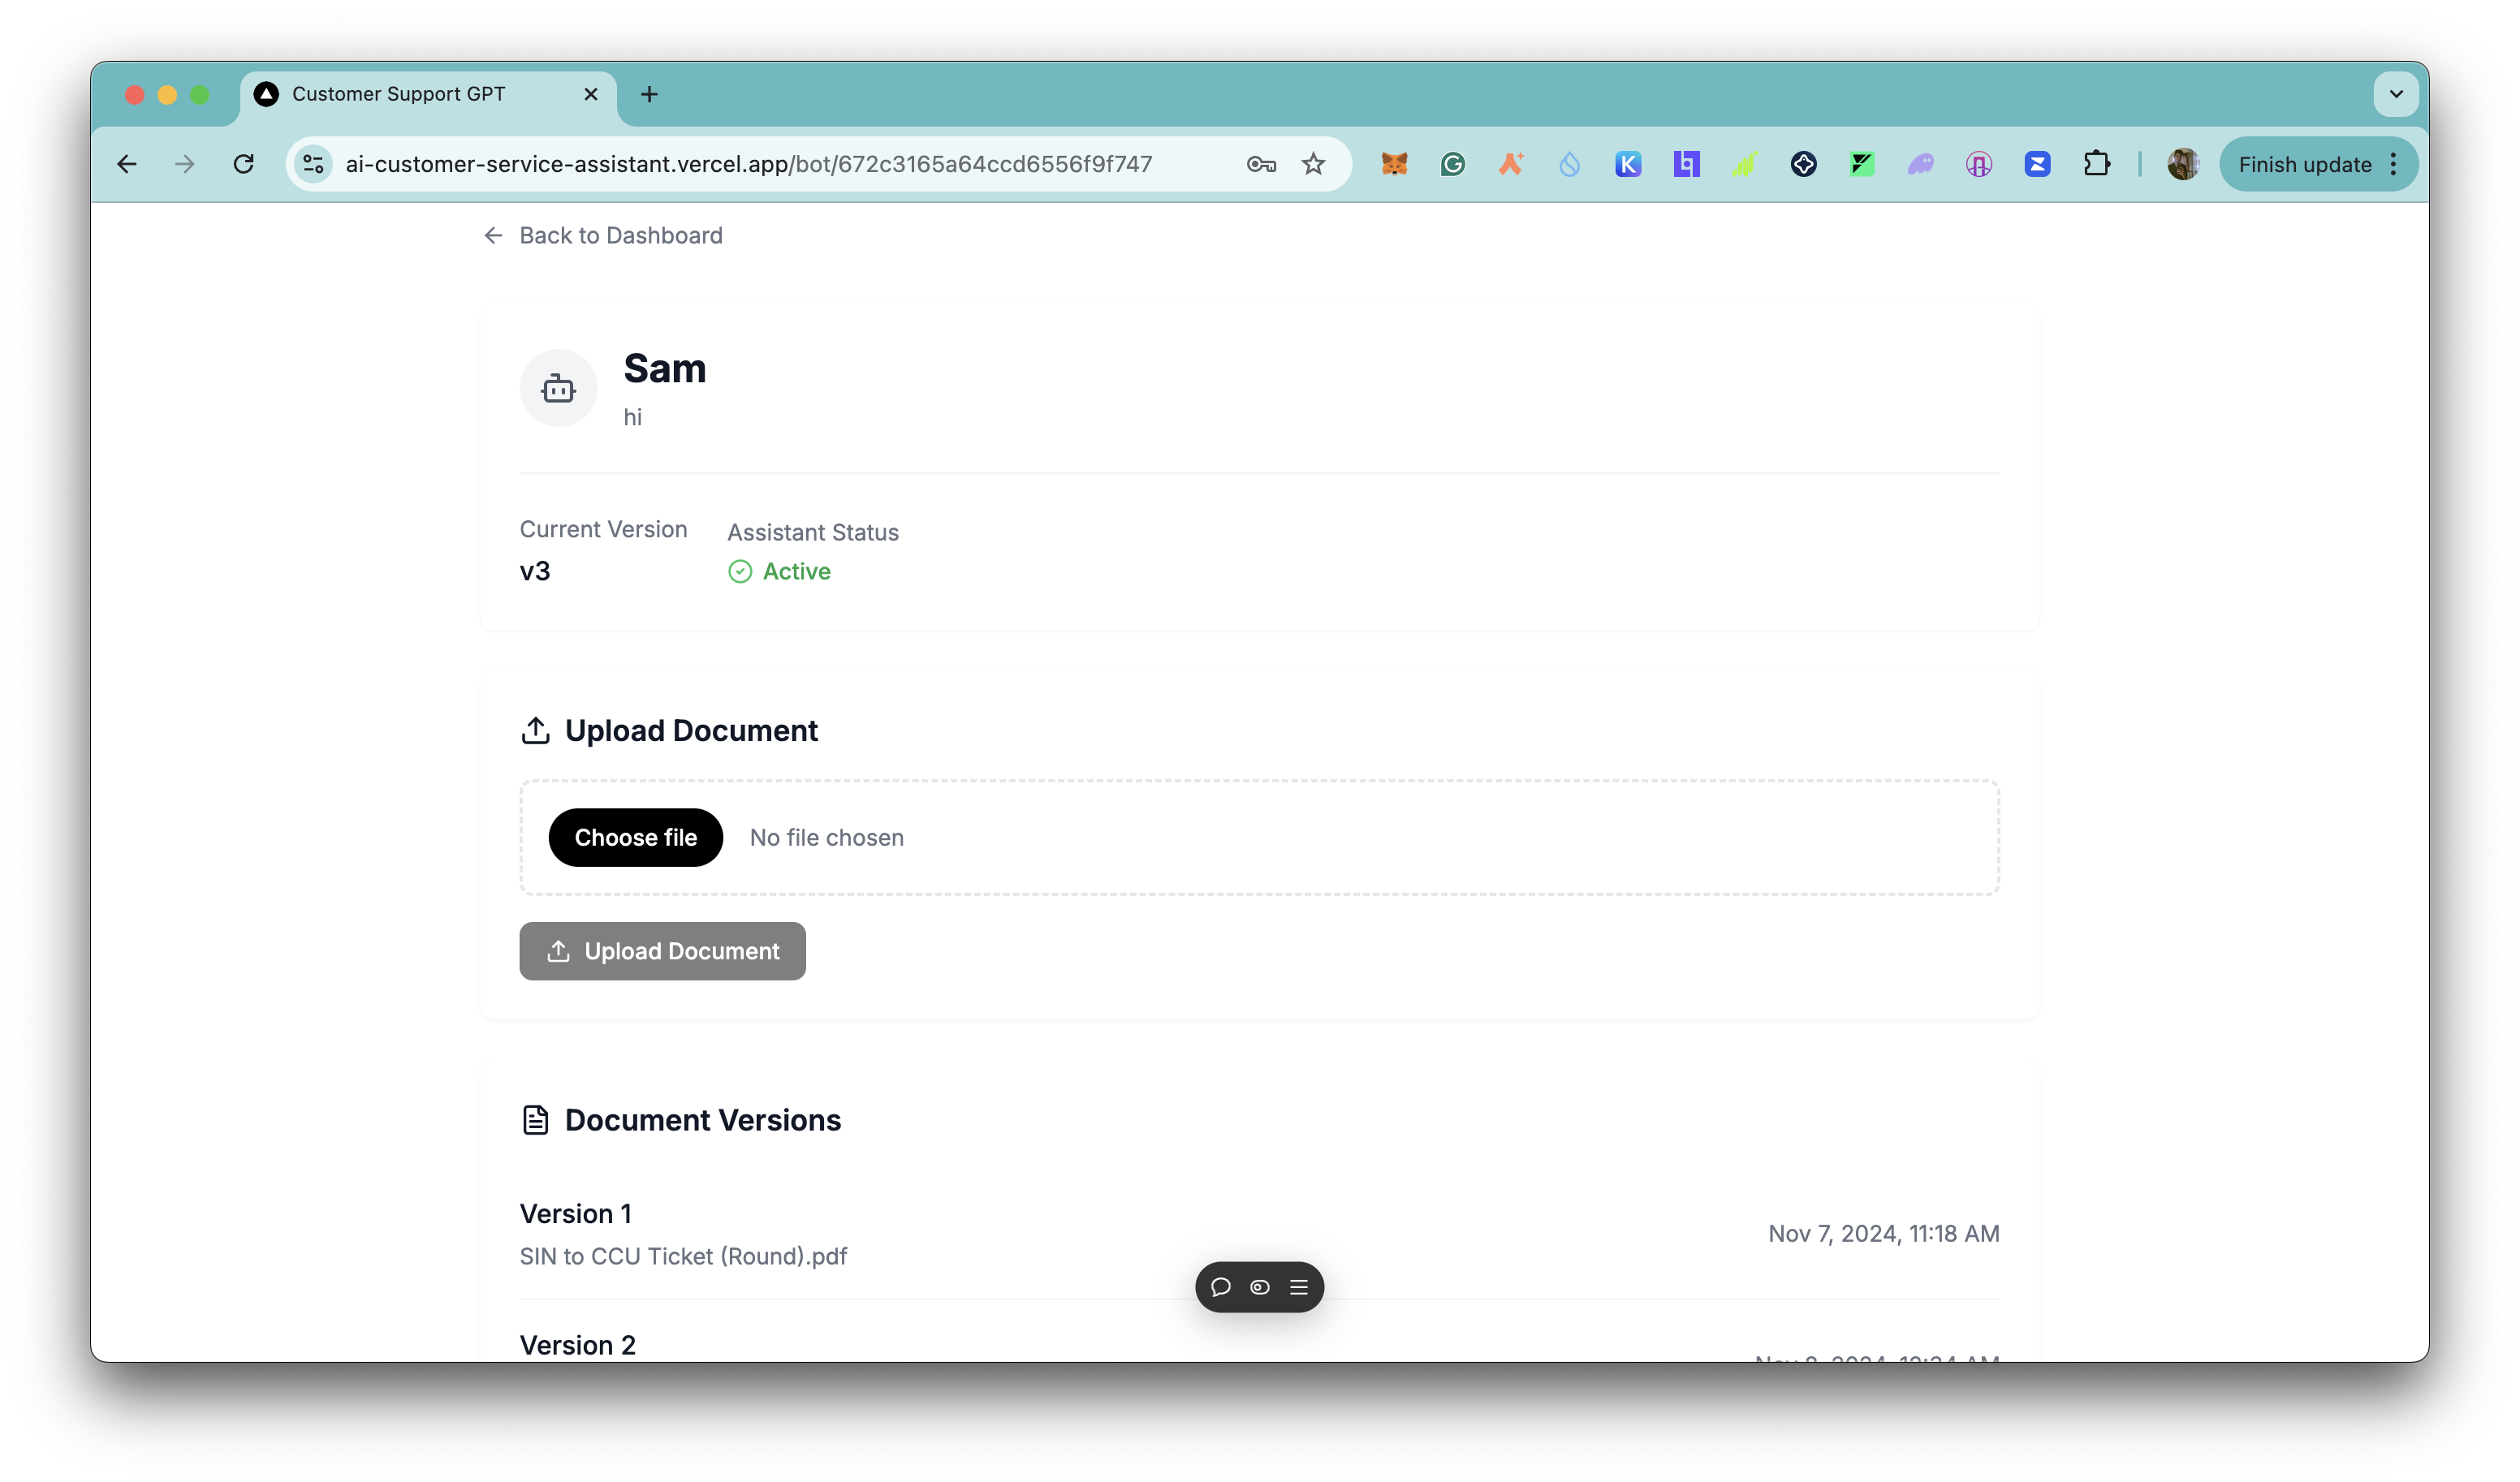 Customer Support GPT
ai-customer-service-assistant.vercel.app/bot/672c3165a64ccd6556f9f747
Finish update
Back to Dashboard
Sam
hi
Current Version
Assistant Status
v3
Active
Upload Document
Choose file
No file chosen
Upload Document
Document Versions
Version 1
Nov 7, 2024, 11:18 AM
SIN to CCU Ticket (Round).pdf
Version 2